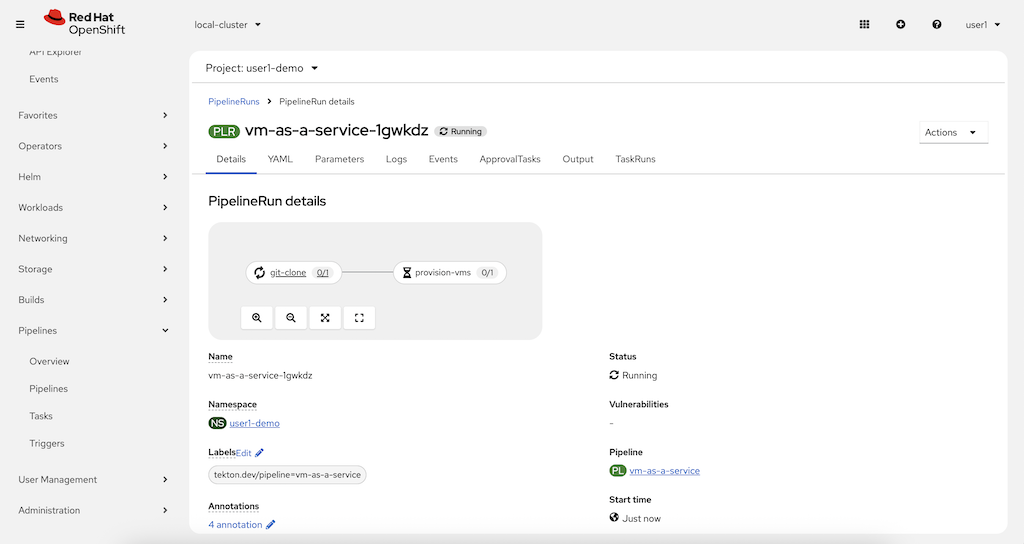 Red Hat
OpenShift
local-cluster
user1
API Explorer
Events
Favorites
Operators
Helm
Workloads
Networking
Storage
Builds
Pipelines
Overview
Pipelines
Tasks
Triggers
User Management
Administration
Project: user1-demo
PipelineRuns
PipelineRun details
PLR vm-as-a-service-1gwkdz Running
Actions
Details YAML Parameters Logs Events ApprovalTasks Output TaskRuns
PipelineRun details
git-clone 0/1 provision-vms 0/1
Name
vm-as-a-service-1gwkdz
Namespace
NS user1-demo
Labels Edit
tekton.dev/pipeline=vm-as-a-service
Annotations
4 annotation
Status
Running
Vulnerabilities
-
Pipeline
PL vm-as-a-service
Start time
Just now